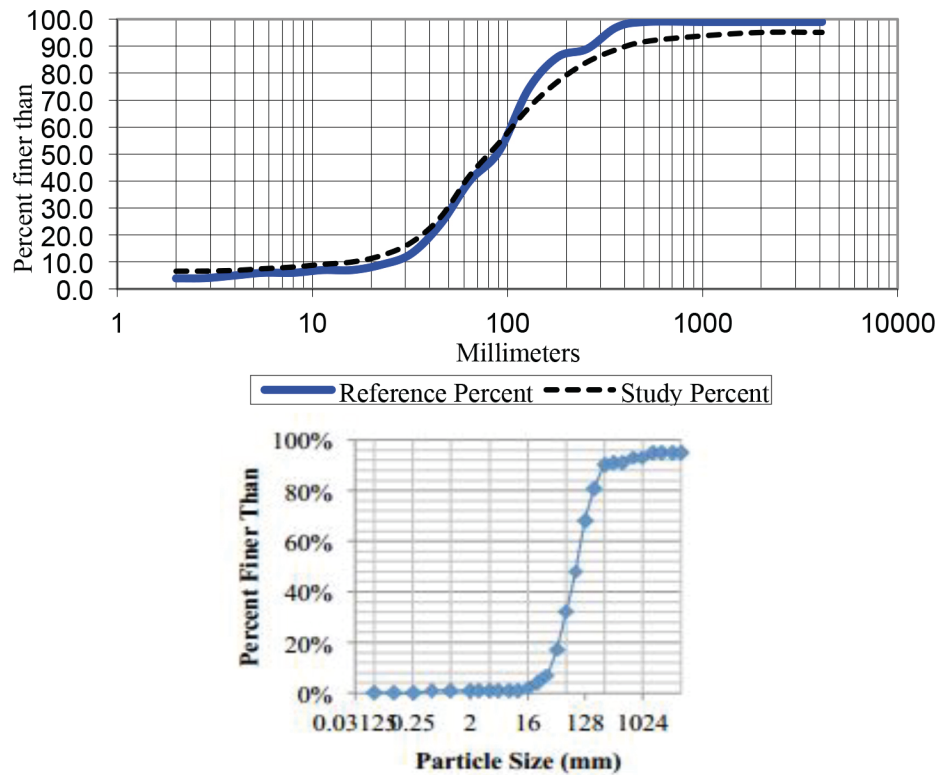 100.0
90.0
80.0
70.0
60.0
50.0
40.0
30.0
20.0
10.0
0.0
Percent finer than
1 10 100 1000 10000
Millimeters
Reference Percent Study Percent
100%
80%
60%
40%
20%
0%
Percent Finer Than
0.03125 0.25 2 16 128 1024
Particle Size (mm)